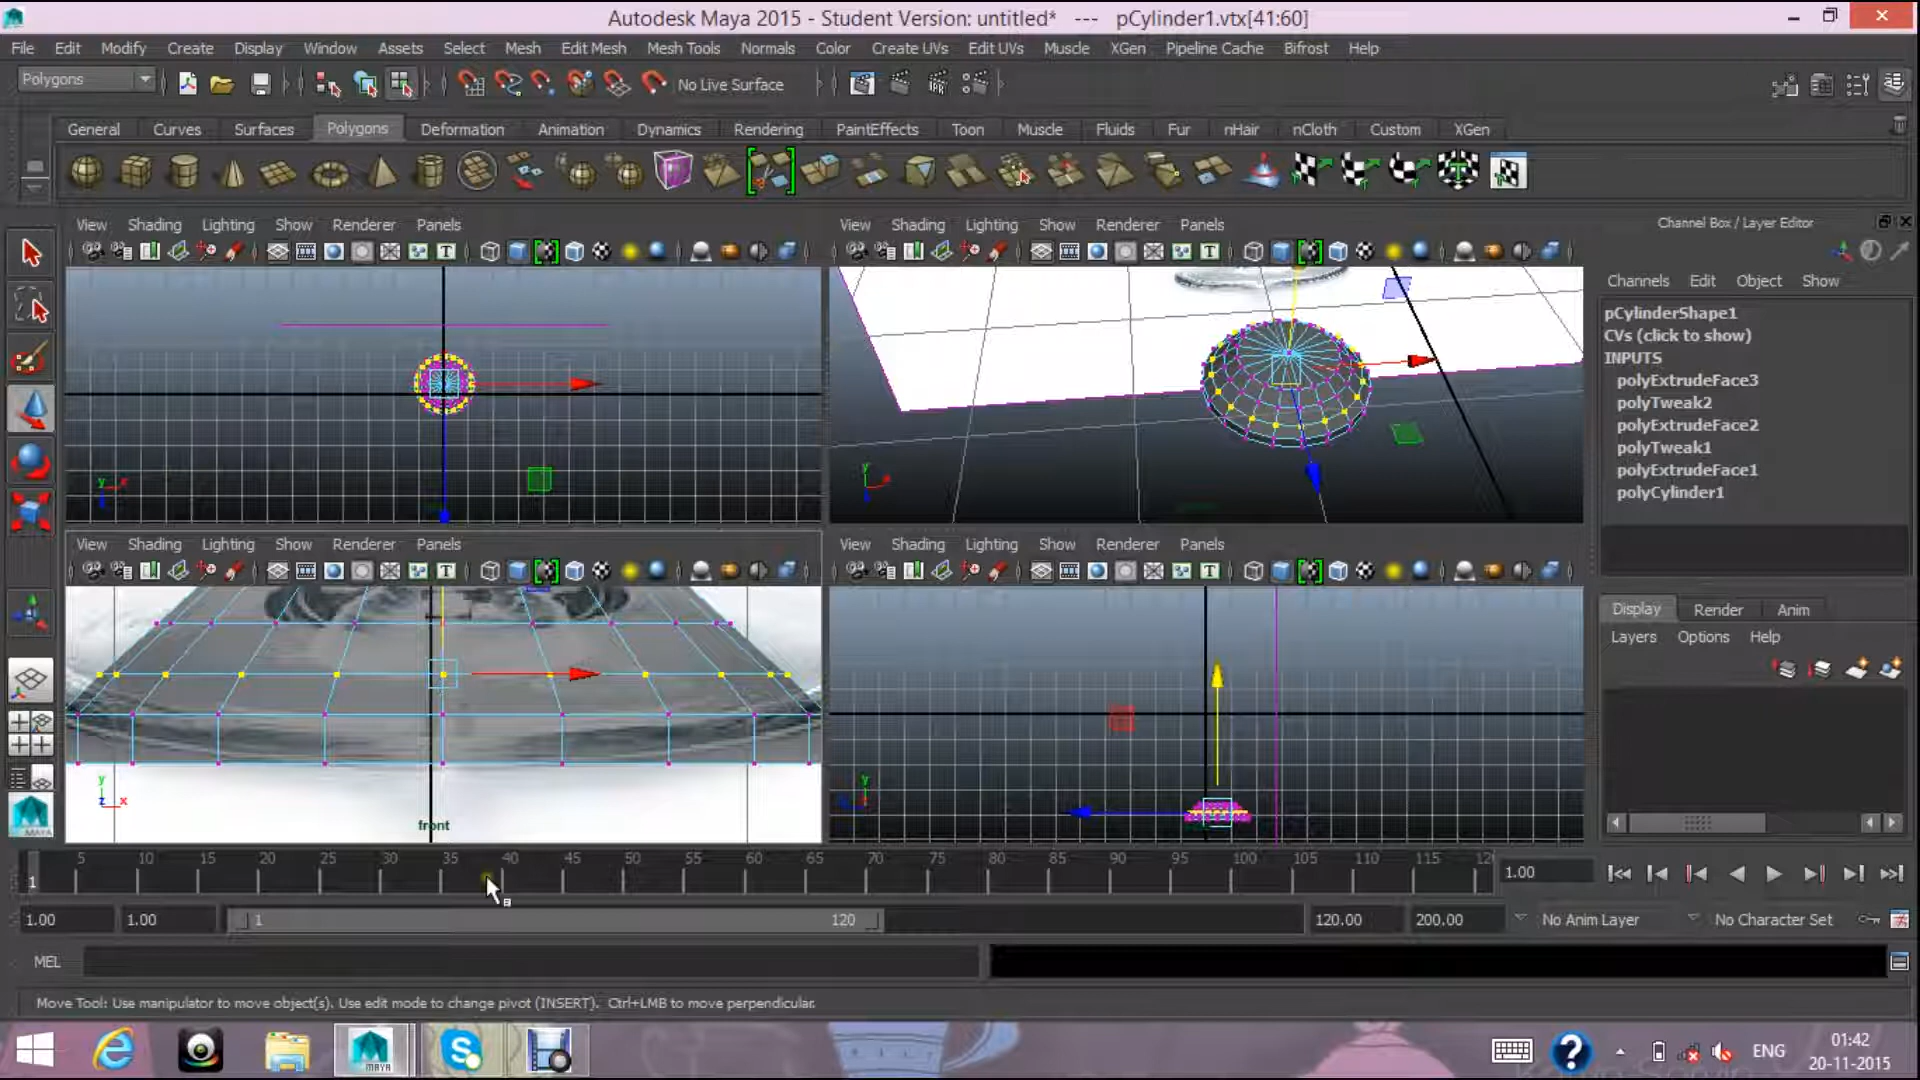 Autodesk Maya 2015 - Student Version: untitled* --- pCylinder1.vtx[41:60]
File Edit Modify Create Display Window Assets Select Mesh Edit Mesh Mesh Tools Normals Color Create UVs Edit UVs Muscle XGen Pipeline Cache Bifrost Help
Polygons No Live Surface
General Curves Surfaces Polygons Deformation Animation Dynamics Rendering PaintEffects Toon Muscle Fluids Fur nHair nCloth Custom XGen
View Shading Lighting Show Renderer Panels View Shading Lighting Show Renderer Panels Channel Box / Layer Editor
Channels Edit Object Show
pCylinderShape1
CVs (click to show)
INPUTS
polyExtrudeFace3
polyTweak2
polyExtrudeFace2
polyTweak1
polyExtrudeFace1
polyCylinder1
View Shading Lighting Show Renderer Panels View Shading Lighting Show Renderer Panels
Display Render Anim
Layers Options Help
front
5 10 15 20 25 30 35 40 45 50 55 60 65 70 75 80 85 90 95 100 105 110 115
1 1.00
1.00 1.00 1 120 120.00 200.00 No Anim Layer No Character Set
MEL
Move Tool: Use manipulator to move object(s). Use edit mode to change pivot (INSERT). Ctrl+LMB to move perpendicular.
MAYA
ENG
01:42
20-11-2015